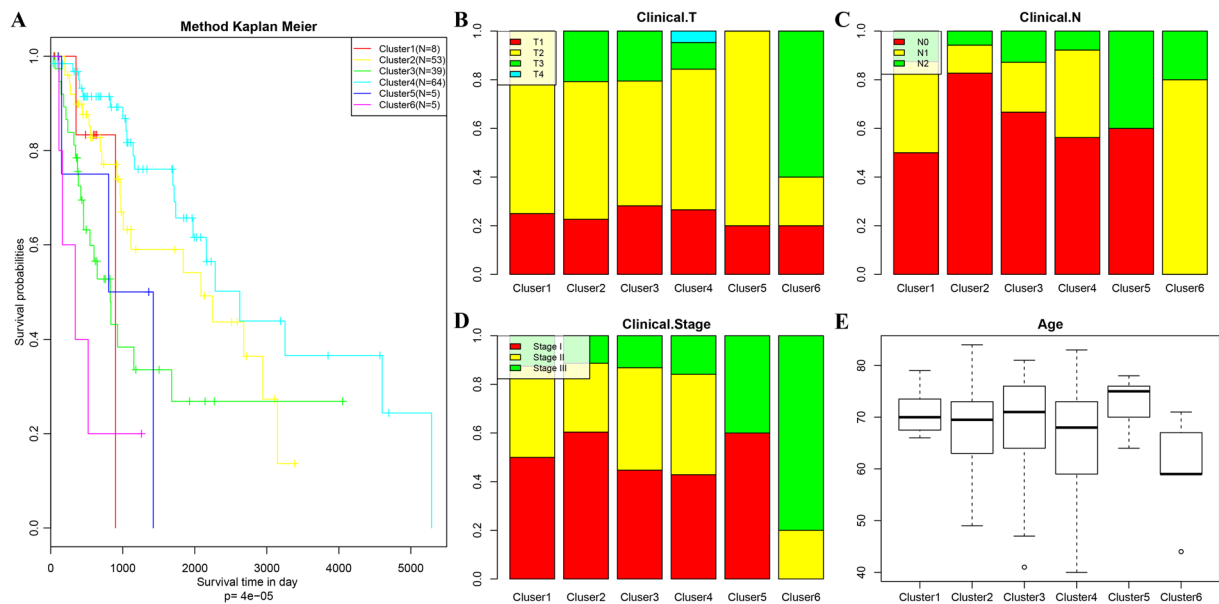 A
Method Kaplan Meier
Cluster1(N=8)
Cluster2(N=53)
Cluster3(N=39)
Cluster4(N=64)
Cluster5(N=5)
Cluster6(N=5)
Survival probabilities
0.0
0.2
0.4
0.6
0.8
1.0
0
1000
2000
3000
4000
5000
Survival time in day
p= 4e−05
B
Clinical.T
T1
T2
T3
T4
0.0
0.2
0.4
0.6
0.8
1.0
Cluser1
Cluser2
Cluser3
Cluser4
Cluser5
Cluser6
C
Clinical.N
N0
N1
N2
0.0
0.2
0.4
0.6
0.8
1.0
Cluser1
Cluser2
Cluser3
Cluser4
Cluser5
Cluser6
D
Clinical.Stage
Stage I
Stage II
Stage III
0.0
0.2
0.4
0.6
0.8
1.0
Cluser1
Cluser2
Cluser3
Cluser4
Cluser5
Cluser6
E
Age
40
50
60
70
80
Cluster1
Cluster2
Cluster3
Cluster4
Cluster5
Cluster6